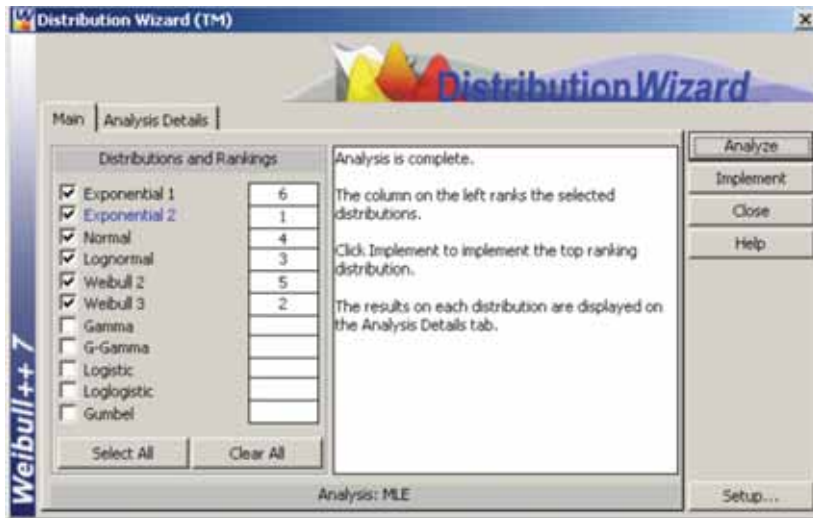 Distribution Wizard (TM)
Distribution Wizard
Main
Analysis Details
Distributions and Rankings
Exponential 1 6
Exponential 2 1
Normal 4
Lognormal 3
Weibull 2 5
Weibull 3 2
Gamma
G-Gamma
Logistic
Loglogistic
Gumbel
Select All
Clear All
Analysis is complete.
The column on the left ranks the selected
distributions.
Click Implement to implement the top ranking
distribution.
The results on each distribution are displayed on
the Analysis Details tab.
Analysis: MLE
Analyze
Implement
Close
Help
Setup...
Weibull++ 7